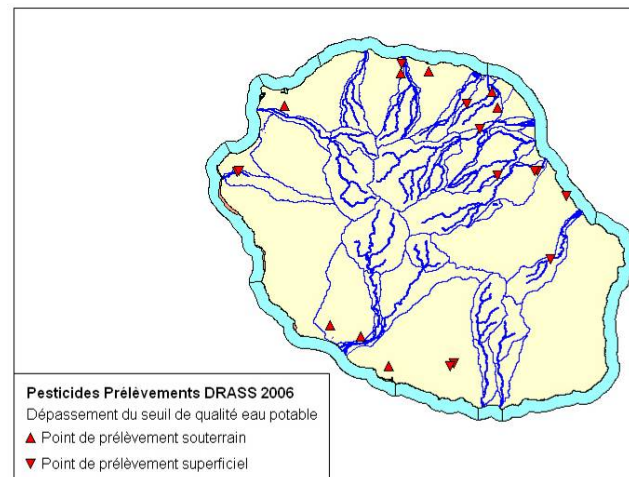 Pesticides Prélèvements DRASS 2006
Dépassement du seuil de qualité eau potable
Point de prélèvement souterrain
Point de prélèvement superficiel